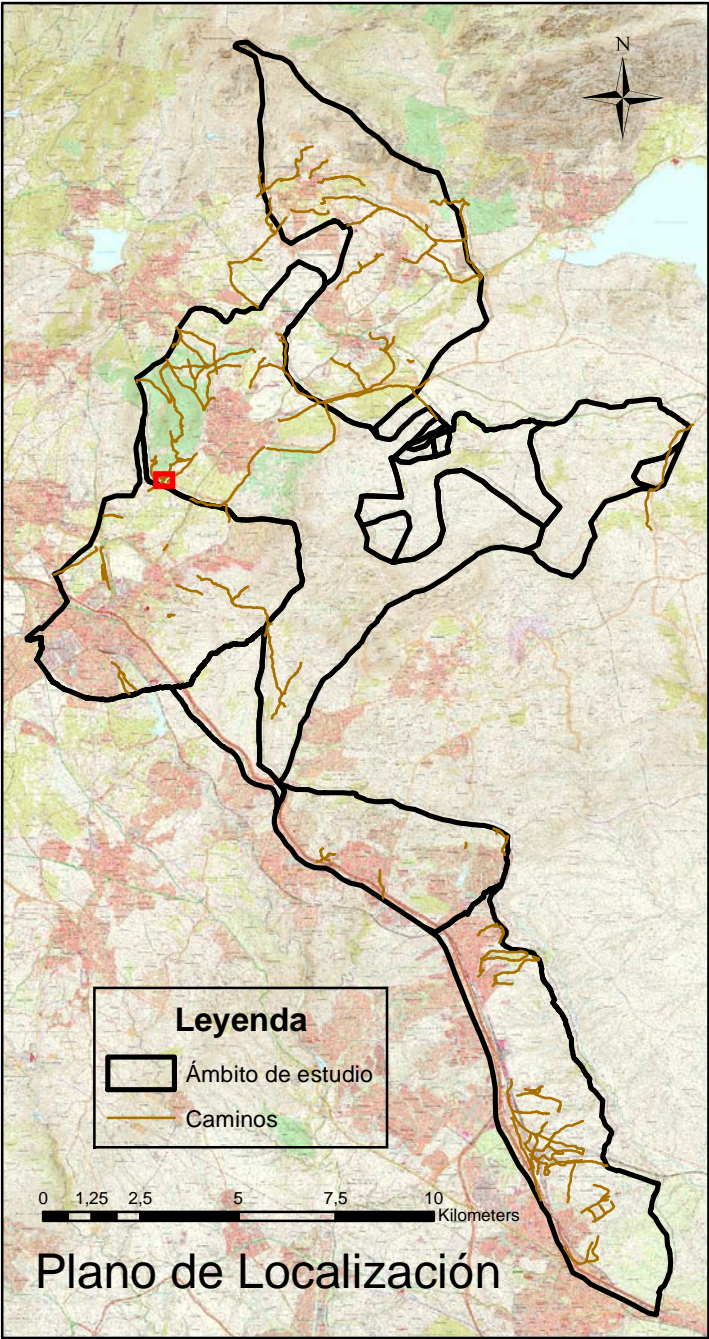 N
Leyenda
Ámbito de estudio
Caminos
0 1,25 2,5 5 7,5 10
Kilometers
Plano de Localización